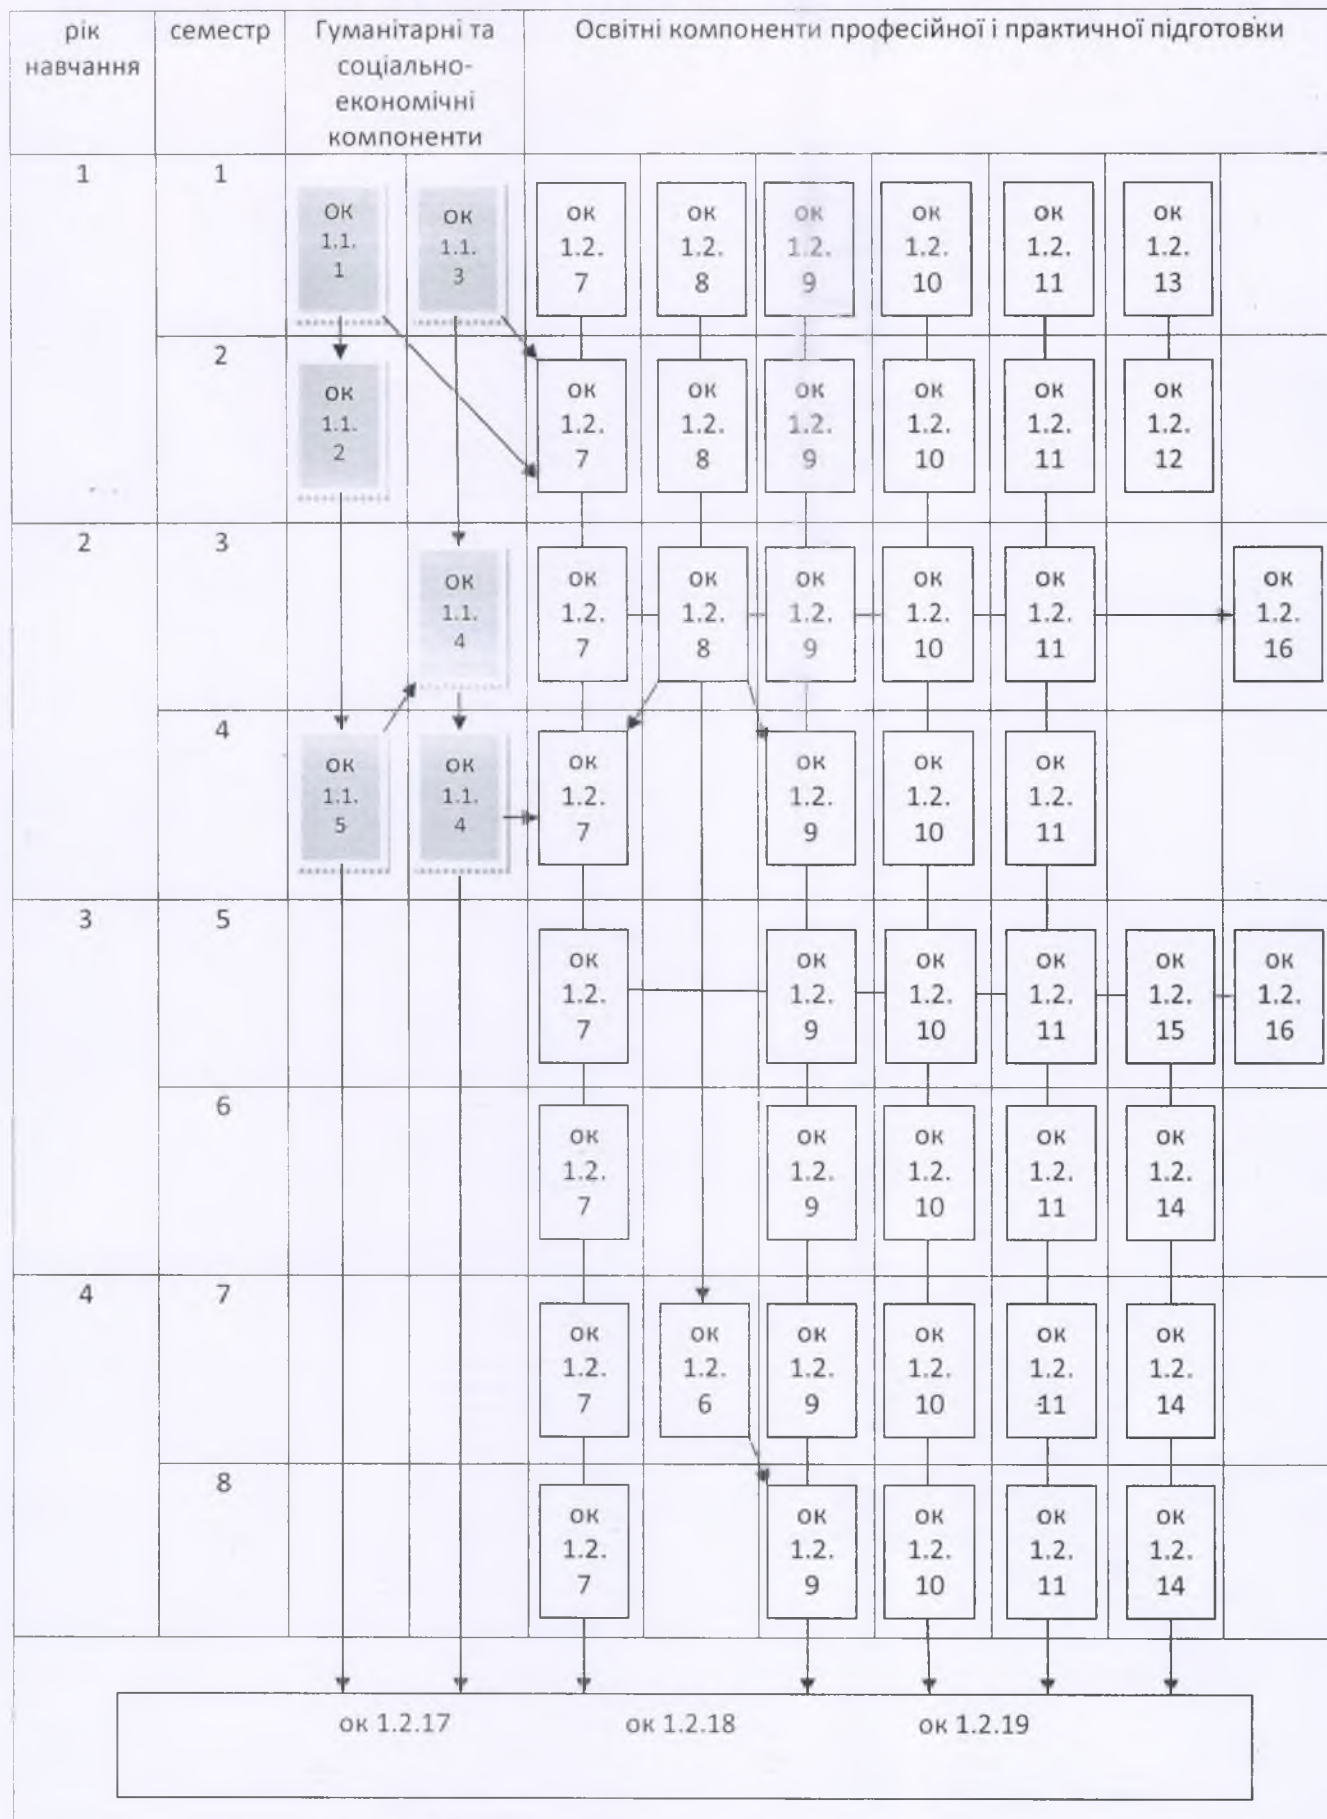 рік
навчання
семестр
Гуманітарні та
соціально-
економічні
компоненти
Освітні компоненти професійної і практичної підготовки
1
1
ОК
1.1.
1
ОК
1.1.
3
ОК
1.2.
7
ОК
1.2.
8
ОК
1.2.
9
ОК
1.2.
10
ОК
1.2.
11
ОК
1.2.
13
2
ОК
1.1.
2
ОК
1.2.
7
ОК
1.2.
8
ОК
1.2.
9
ОК
1.2.
10
ОК
1.2.
11
ОК
1.2.
12
2
3
ОК
1.1.
4
ОК
1.2.
7
ОК
1.2.
8
ОК
1.2.
9
ОК
1.2.
10
ОК
1.2.
11
ОК
1.2.
16
4
ОК
1.1.
5
ОК
1.1.
4
ОК
1.2.
7
ОК
1.2.
9
ОК
1.2.
10
ОК
1.2.
11
3
5
ОК
1.2.
7
ОК
1.2.
9
ОК
1.2.
10
ОК
1.2.
11
ОК
1.2.
15
ОК
1.2.
16
6
ОК
1.2.
7
ОК
1.2.
9
ОК
1.2.
10
ОК
1.2.
11
ОК
1.2.
14
4
7
ОК
1.2.
7
ОК
1.2.
6
ОК
1.2.
9
ОК
1.2.
10
ОК
1.2.
11
ОК
1.2.
14
8
ОК
1.2.
7
ОК
1.2.
9
ОК
1.2.
10
ОК
1.2.
11
ОК
1.2.
14
ок 1.2.17 ок 1.2.18 ок 1.2.19